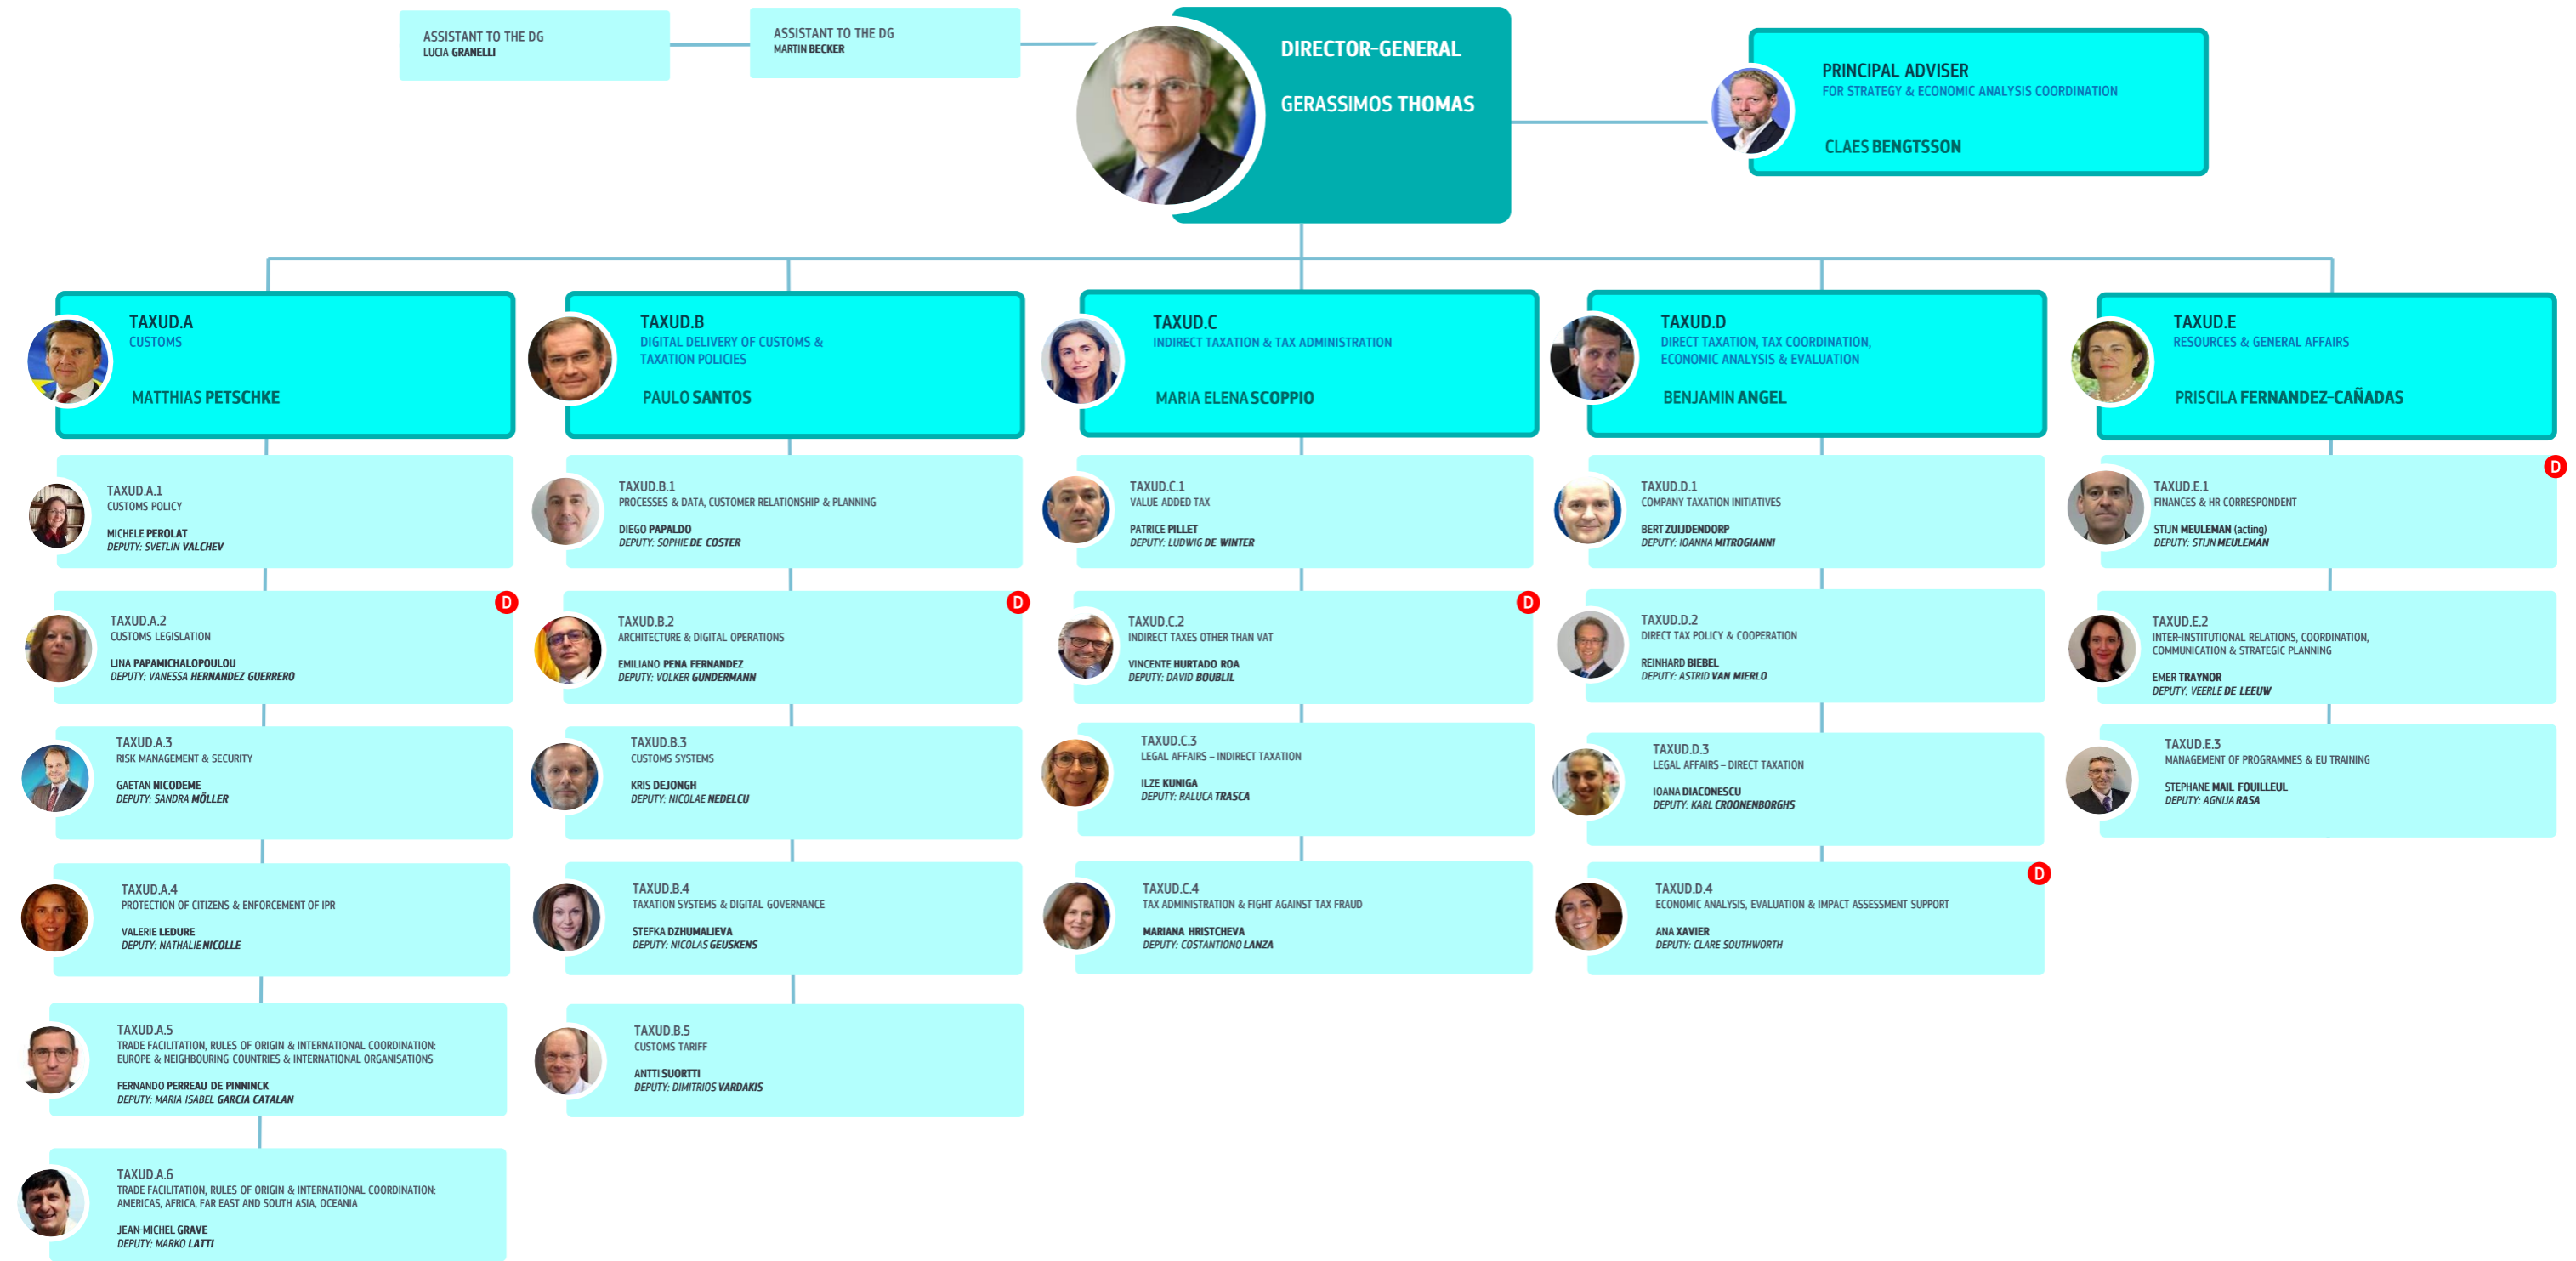 ASSISTANT TO THE DG
LUCIA GRANELLI
ASSISTANT TO THE DG
MARTIN BECKER
DIRECTOR-GENERAL
GERASSIMOS THOMAS
PRINCIPAL ADVISER
FOR STRATEGY & ECONOMIC ANALYSIS COORDINATION
CLAES BENGTSSON
TAXUD.A
CUSTOMS
MATTHIAS PETSCHKE
TAXUD.A.1
CUSTOMS POLICY
MICHELE PEROLAT
DEPUTY: SVETLIN VALCHEV
D
TAXUD.A.2
CUSTOMS LEGISLATION
LINA PAPAMICHALOPOULOU
DEPUTY: VANESSA HERNANDEZ GUERRERO
TAXUD.A.3
RISK MANAGEMENT & SECURITY
GAETAN NICODEME
DEPUTY: SANDRA MÖLLER
TAXUD.A.4
PROTECTION OF CITIZENS & ENFORCEMENT OF IPR
VALERIE LEDURE
DEPUTY: NATHALIE NICOLLE
TAXUD.A.5
TRADE FACILITATION, RULES OF ORIGIN & INTERNATIONAL COORDINATION:
EUROPE & NEIGHBOURING COUNTRIES & INTERNATIONAL ORGANISATIONS
FERNANDO PERREAU DE PINNINCK
DEPUTY: MARIA ISABEL GARCIA CATALAN
TAXUD.A.6
TRADE FACILITATION, RULES OF ORIGIN & INTERNATIONAL COORDINATION:
AMERICAS, AFRICA, FAR EAST AND SOUTH ASIA, OCEANIA
JEAN-MICHEL GRAVE
DEPUTY: MARKO LATTI
TAXUD.B
DIGITAL DELIVERY OF CUSTOMS &
TAXATION POLICIES
PAULO SANTOS
TAXUD.B.1
PROCESSES & DATA, CUSTOMER RELATIONSHIP & PLANNING
DIEGO PAPALDO
DEPUTY: SOPHIE DE COSTER
D
TAXUD.B.2
ARCHITECTURE & DIGITAL OPERATIONS
EMILIANO PENA FERNANDEZ
DEPUTY: VOLKER GUNDERMANN
TAXUD.B.3
CUSTOMS SYSTEMS
KRIS DEJONGH
DEPUTY: NICOLAE NEDELCU
TAXUD.B.4
TAXATION SYSTEMS & DIGITAL GOVERNANCE
STEFKA DZHUMALIEVA
DEPUTY: NICOLAS GEUSKENS
TAXUD.B.5
CUSTOMS TARIFF
ANTTI SUORTTI
DEPUTY: DIMITRIOS VARDAKIS
TAXUD.C
INDIRECT TAXATION & TAX ADMINISTRATION
MARIA ELENA SCOPPIO
TAXUD.C.1
VALUE ADDED TAX
PATRICE PILLET
DEPUTY: LUDWIG DE WINTER
D
TAXUD.C.2
INDIRECT TAXES OTHER THAN VAT
VINCENTE HURTADO ROA
DEPUTY: DAVID BOUBLIL
TAXUD.C.3
LEGAL AFFAIRS – INDIRECT TAXATION
ILZE KUNIGA
DEPUTY: RALUCA TRASCA
TAXUD.C.4
TAX ADMINISTRATION & FIGHT AGAINST TAX FRAUD
MARIANA HRISTCHEVA
DEPUTY: COSTANTIONO LANZA
TAXUD.D
DIRECT TAXATION, TAX COORDINATION,
ECONOMIC ANALYSIS & EVALUATION
BENJAMIN ANGEL
TAXUD.D.1
COMPANY TAXATION INITIATIVES
BERT ZUIJDENDORP
DEPUTY: IOANNA MITROGIANNI
TAXUD.D.2
DIRECT TAX POLICY & COOPERATION
REINHARD BIEBEL
DEPUTY: ASTRID VAN MIERLO
TAXUD.D.3
LEGAL AFFAIRS – DIRECT TAXATION
IOANA DIACONESCU
DEPUTY: KARL CROONENBORGHS
D
TAXUD.D.4
ECONOMIC ANALYSIS, EVALUATION & IMPACT ASSESSMENT SUPPORT
ANA XAVIER
DEPUTY: CLARE SOUTHWORTH
TAXUD.E
RESOURCES & GENERAL AFFAIRS
PRISCILA FERNANDEZ-CAÑADAS
D
TAXUD.E.1
FINANCES & HR CORRESPONDENT
STIJN MEULEMAN (acting)
DEPUTY: STIJN MEULEMAN
TAXUD.E.2
INTER-INSTITUTIONAL RELATIONS, COORDINATION,
COMMUNICATION & STRATEGIC PLANNING
EMER TRAYNOR
DEPUTY: VEERLE DE LEEUW
TAXUD.E.3
MANAGEMENT OF PROGRAMMES & EU TRAINING
STEPHANE MAIL FOUILLEUL
DEPUTY: AGNIJA RASA